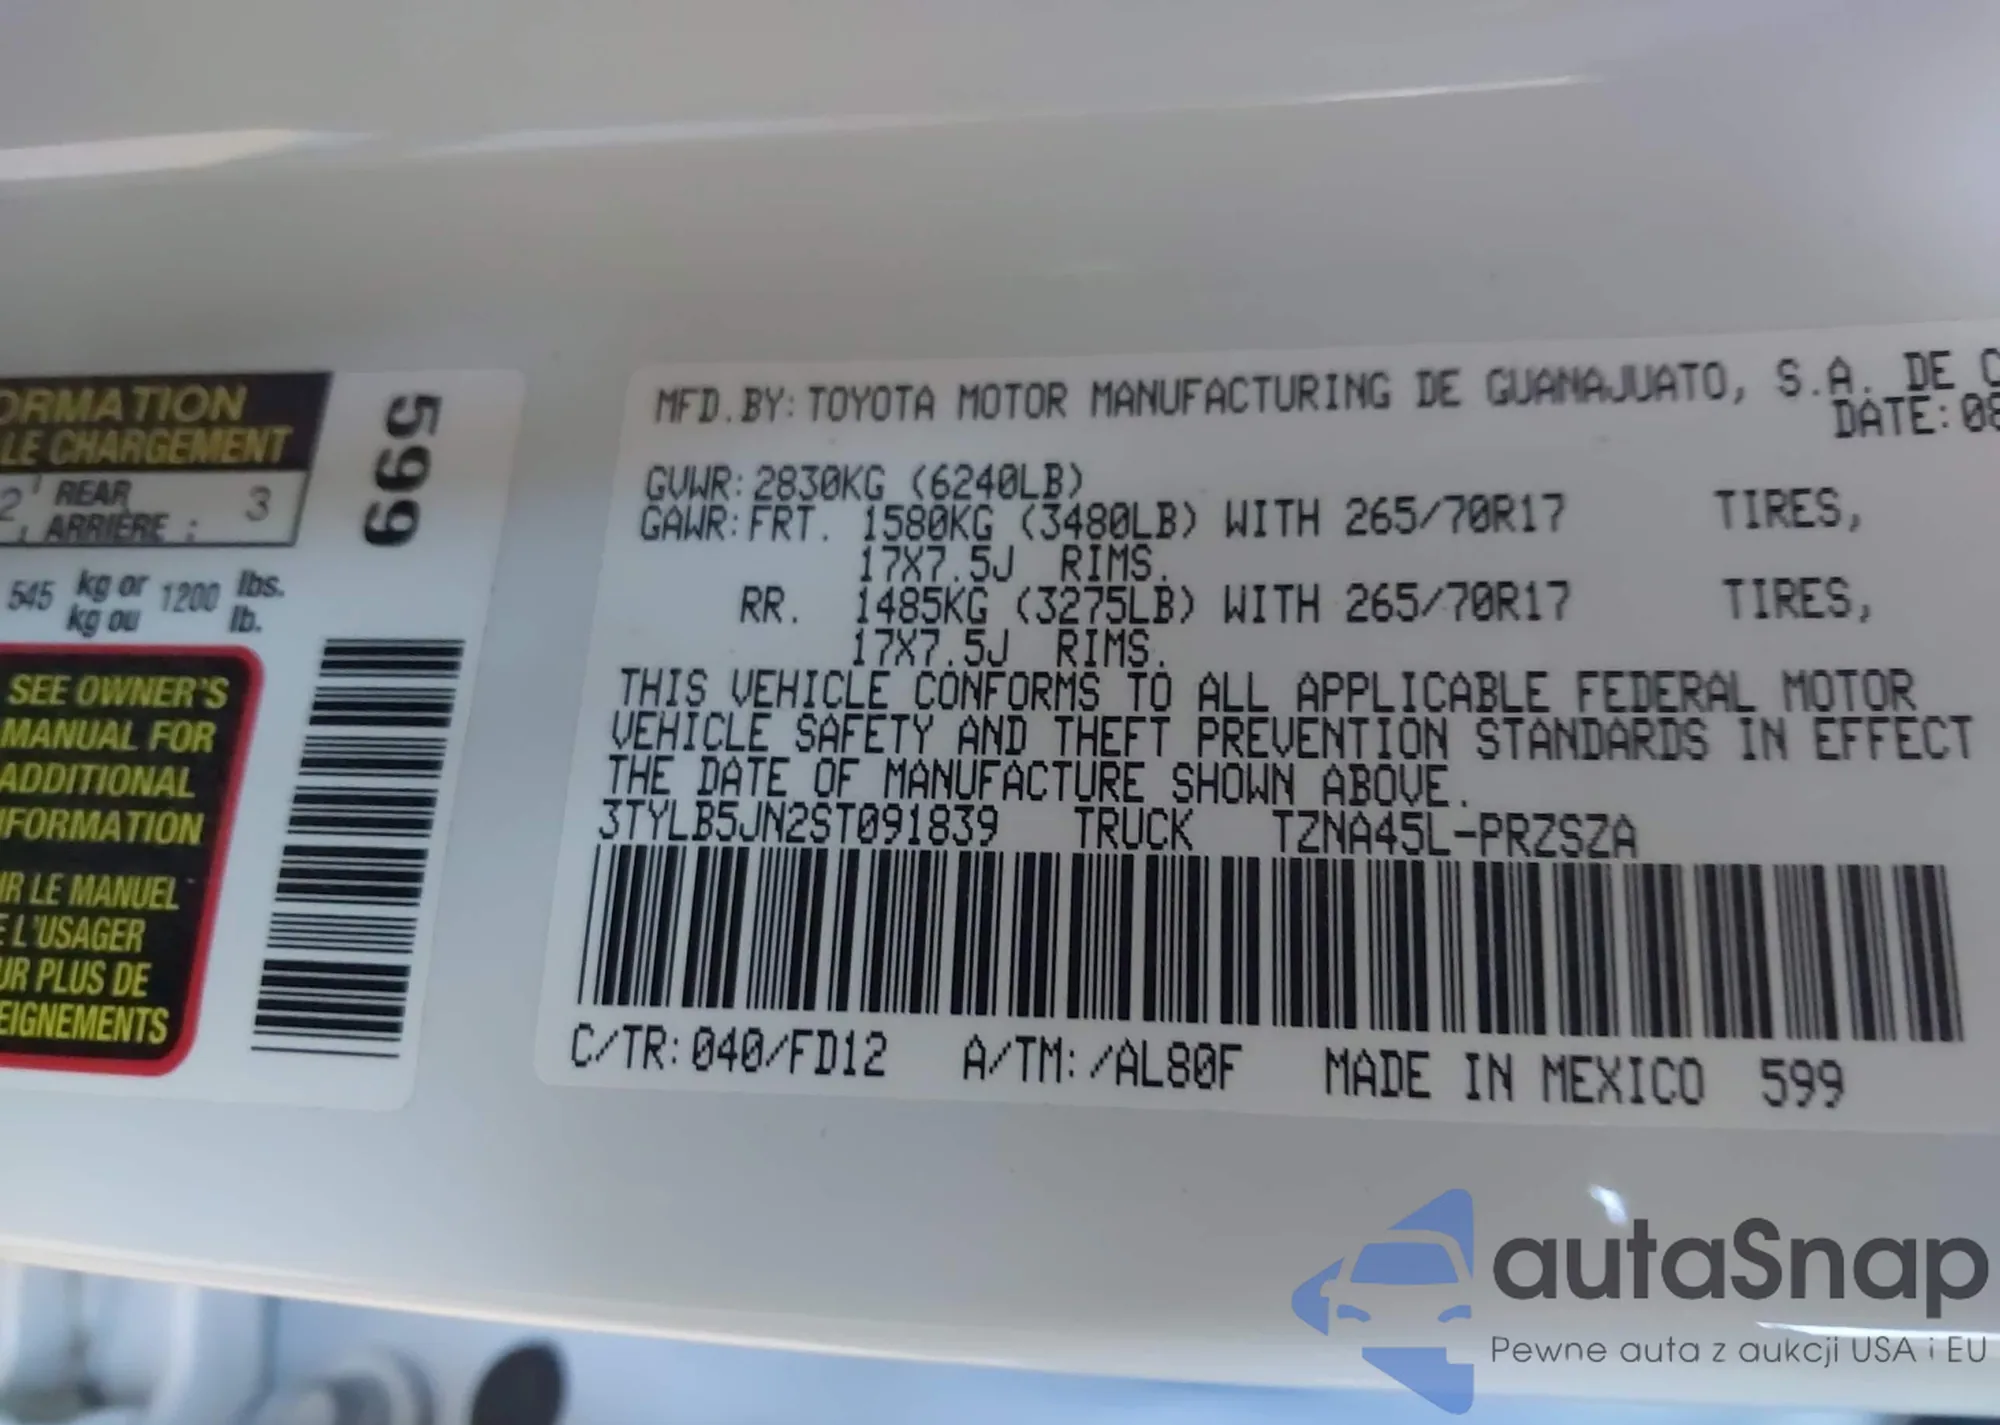 ORMATION
LE CHARGEMENT
2 REAR 3
ARRIÈRE :
545 kg or 1200 lbs.
kg ou lb.
SEE OWNER'S
MANUAL FOR
ADDITIONAL
FORMATION
IR LE MANUEL
E L'USAGER
UR PLUS DE
EIGNEMENTS
599
MFD.BY:TOYOTA MOTOR MANUFACTURING DE GUANAJUATO, S.A. DE C
DATE:08
GVWR:2830KG (6240LB)
GAWR:FRT. 1580KG (3480LB) WITH 265/70R17 TIRES,
17X7.5J RIMS.
RR. 1485KG (3275LB) WITH 265/70R17 TIRES,
17X7.5J RIMS.
THIS VEHICLE CONFORMS TO ALL APPLICABLE FEDERAL MOTOR
VEHICLE SAFETY AND THEFT PREVENTION STANDARDS IN EFFECT
THE DATE OF MANUFACTURE SHOWN ABOVE.
3TYLB5JN2ST091839 TRUCK TZNA45L-PRZSZA
C/TR:040/FD12 A/TM:/AL80F MADE IN MEXICO 599
autaSnap
Pewne auta z aukcji USA i EU